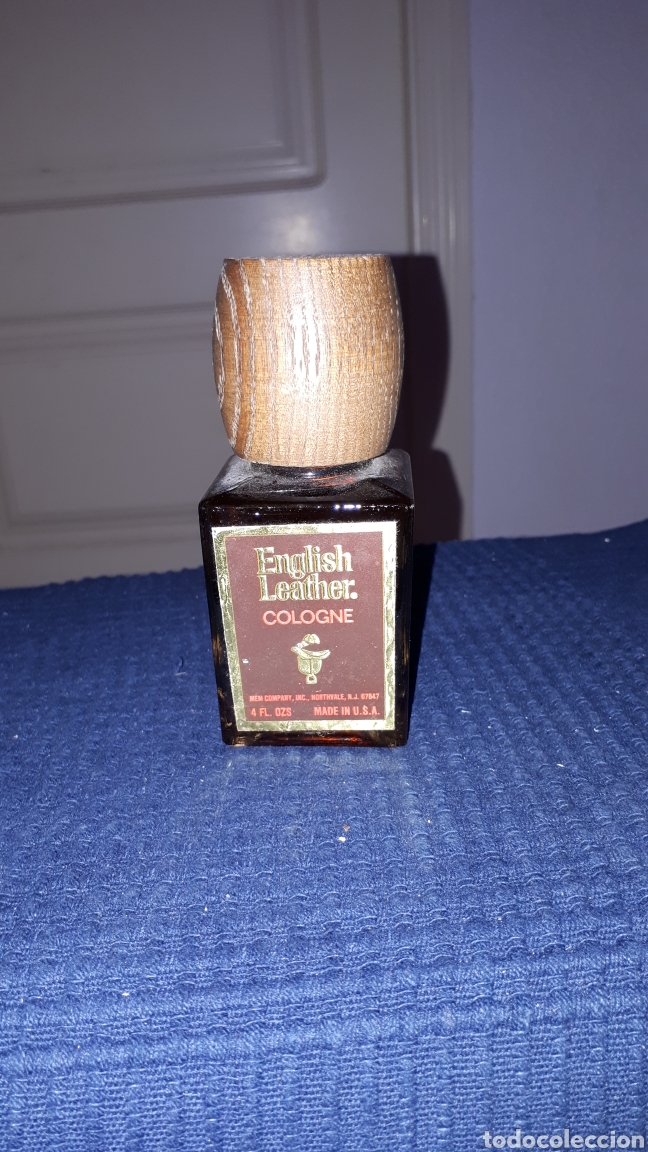 English
Leather.
COLOGNE
MEM COMPANY, INC., NORTHVALE, N.J. 07647
4 FL. OZS MADE IN U.S.A.
todocoleccion